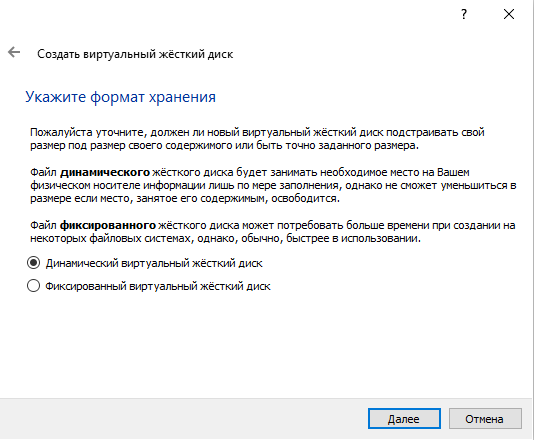 ?
Создать виртуальный жёсткий диск
Укажите формат хранения
Пожалуйста уточните, должен ли новый виртуальный жёсткий диск подстраивать свой
размер под размер своего содержимого или быть точно заданного размера.
Файл динамического жёсткого диска будет занимать необходимое место на Вашем
физическом носителе информации лишь по мере заполнения, однако не сможет уменьшиться в
размере если место, занятое его содержимым, освободится.
Файл фиксированного жёсткого диска может потребовать больше времени при создании на
некоторых файловых системах, однако, обычно, быстрее в использовании.
Динамический виртуальный жёсткий диск
Фиксированный виртуальный жёсткий диск
Далее
Отмена